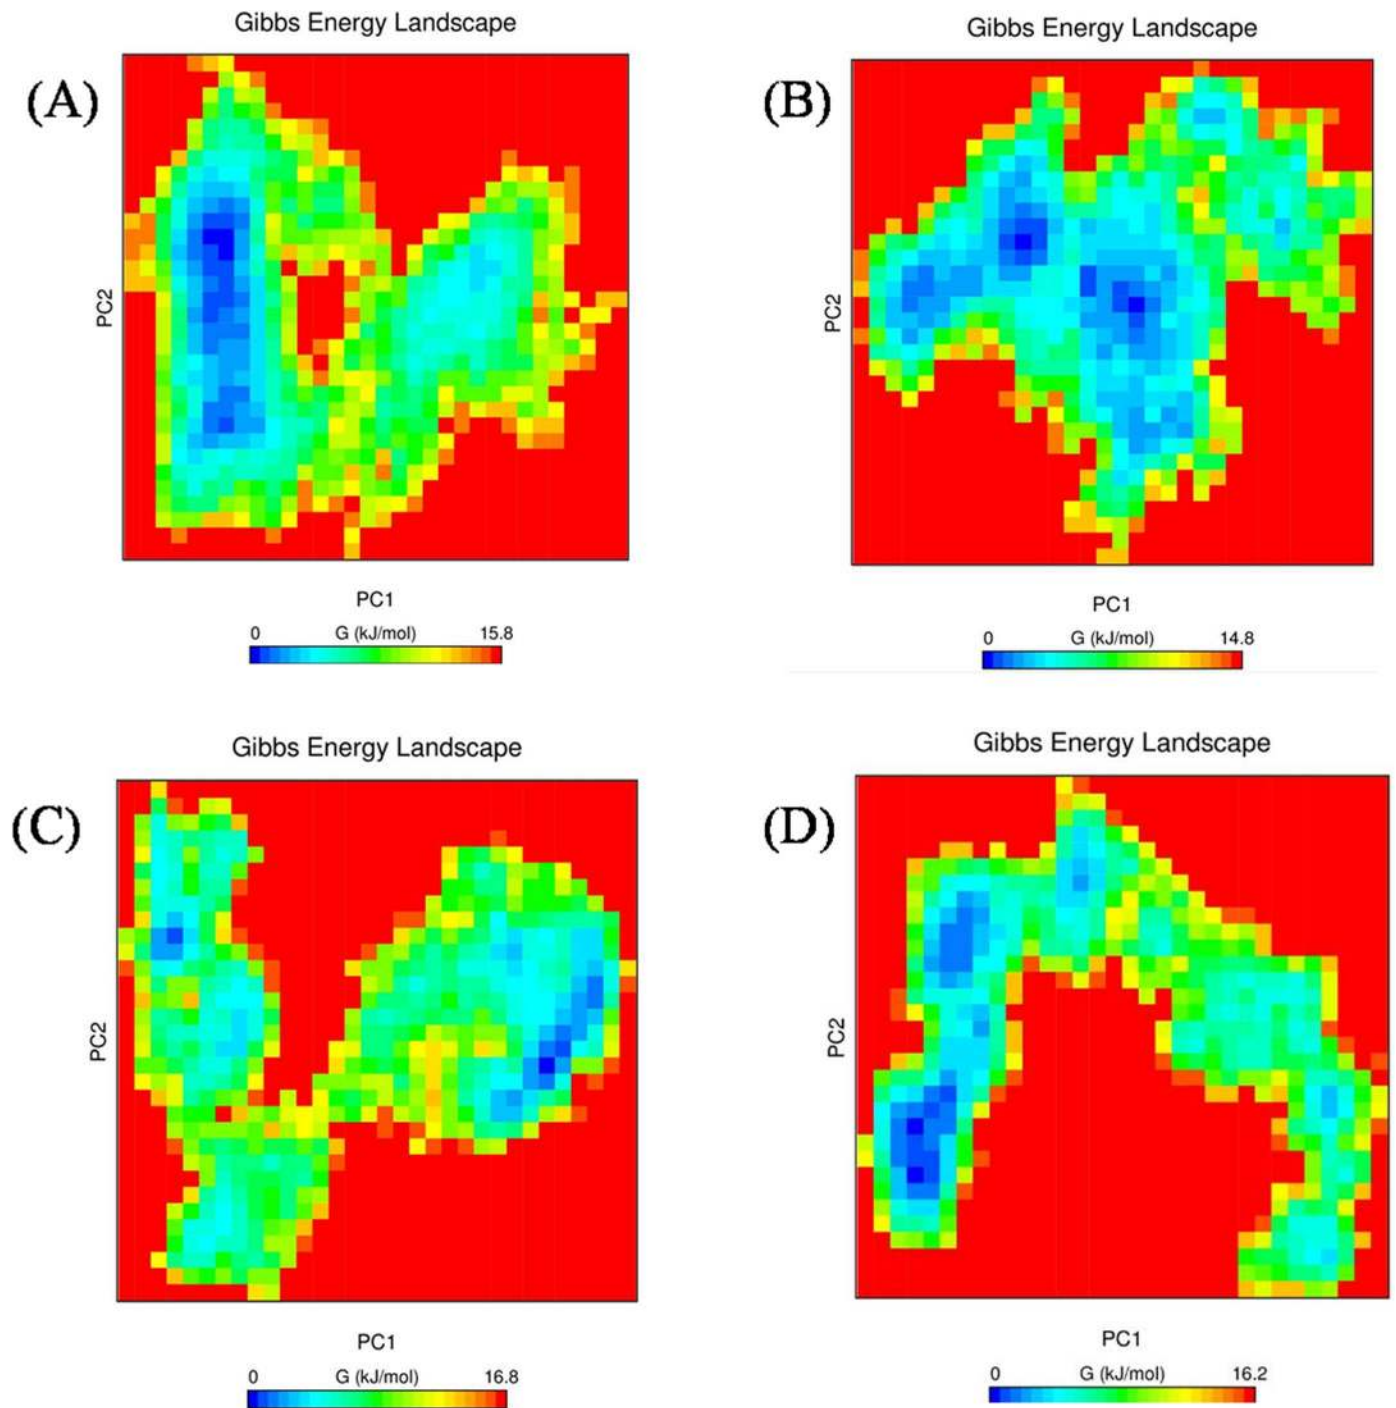 Gibbs Energy Landscape
(A)
PC2
PC1
0 G (kJ/mol) 15.8
Gibbs Energy Landscape
(B)
PC2
PC1
0 G (kJ/mol) 14.8
Gibbs Energy Landscape
(C)
PC2
PC1
0 G (kJ/mol) 16.8
Gibbs Energy Landscape
(D)
PC2
PC1
0 G (kJ/mol) 16.2